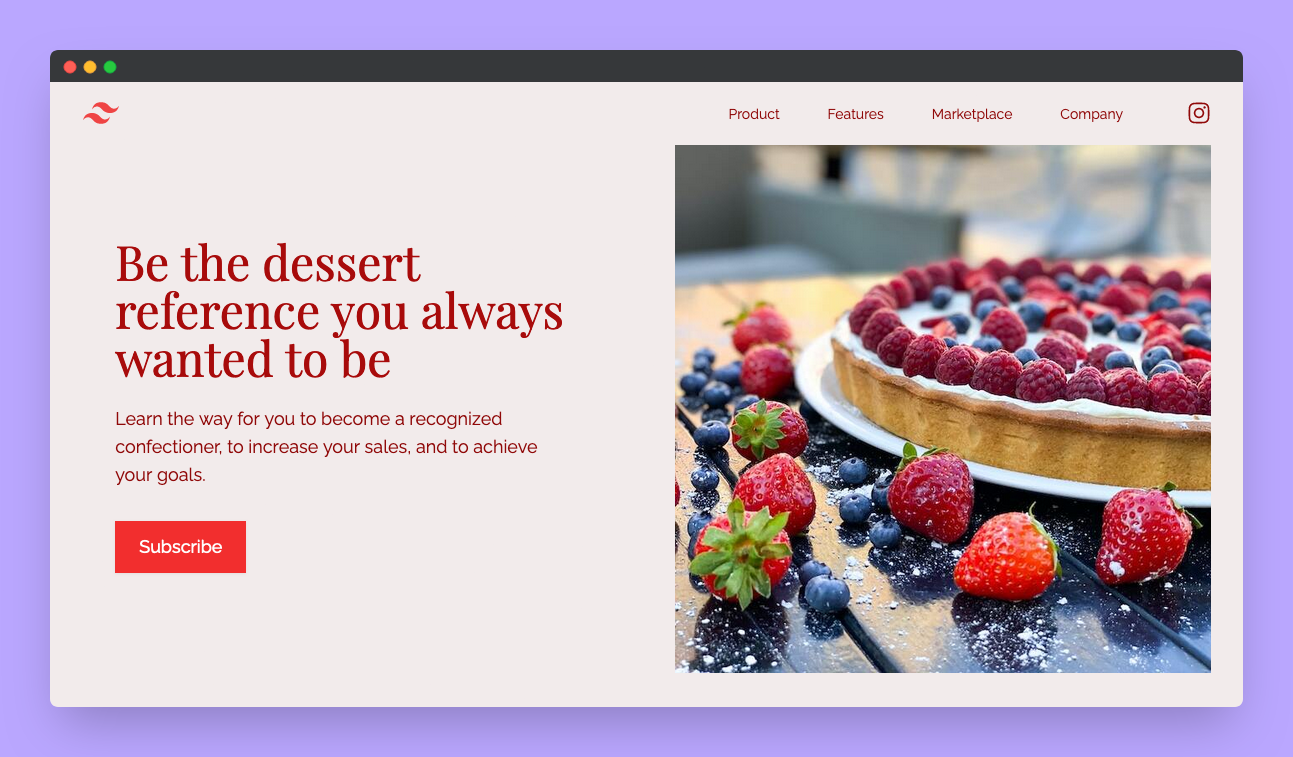 Product
Features
Marketplace
Company
Be the dessert
reference you always
wanted to be
Learn the way for you to become a recognized
confectioner, to increase your sales, and to achieve
your goals.
Subscribe